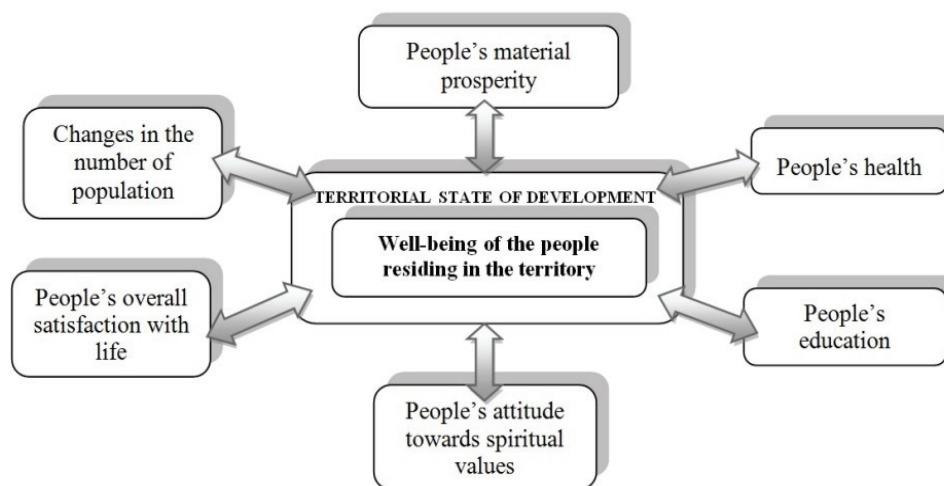 People’s material
prosperity
Changes in the
number of
population
People’s health
TERRITORIAL STATE OF DEVELOPMENT
Well-being of the people
residing in the territory
People’s overall
satisfaction with
life
People’s
education
People’s attitude
towards spiritual
values